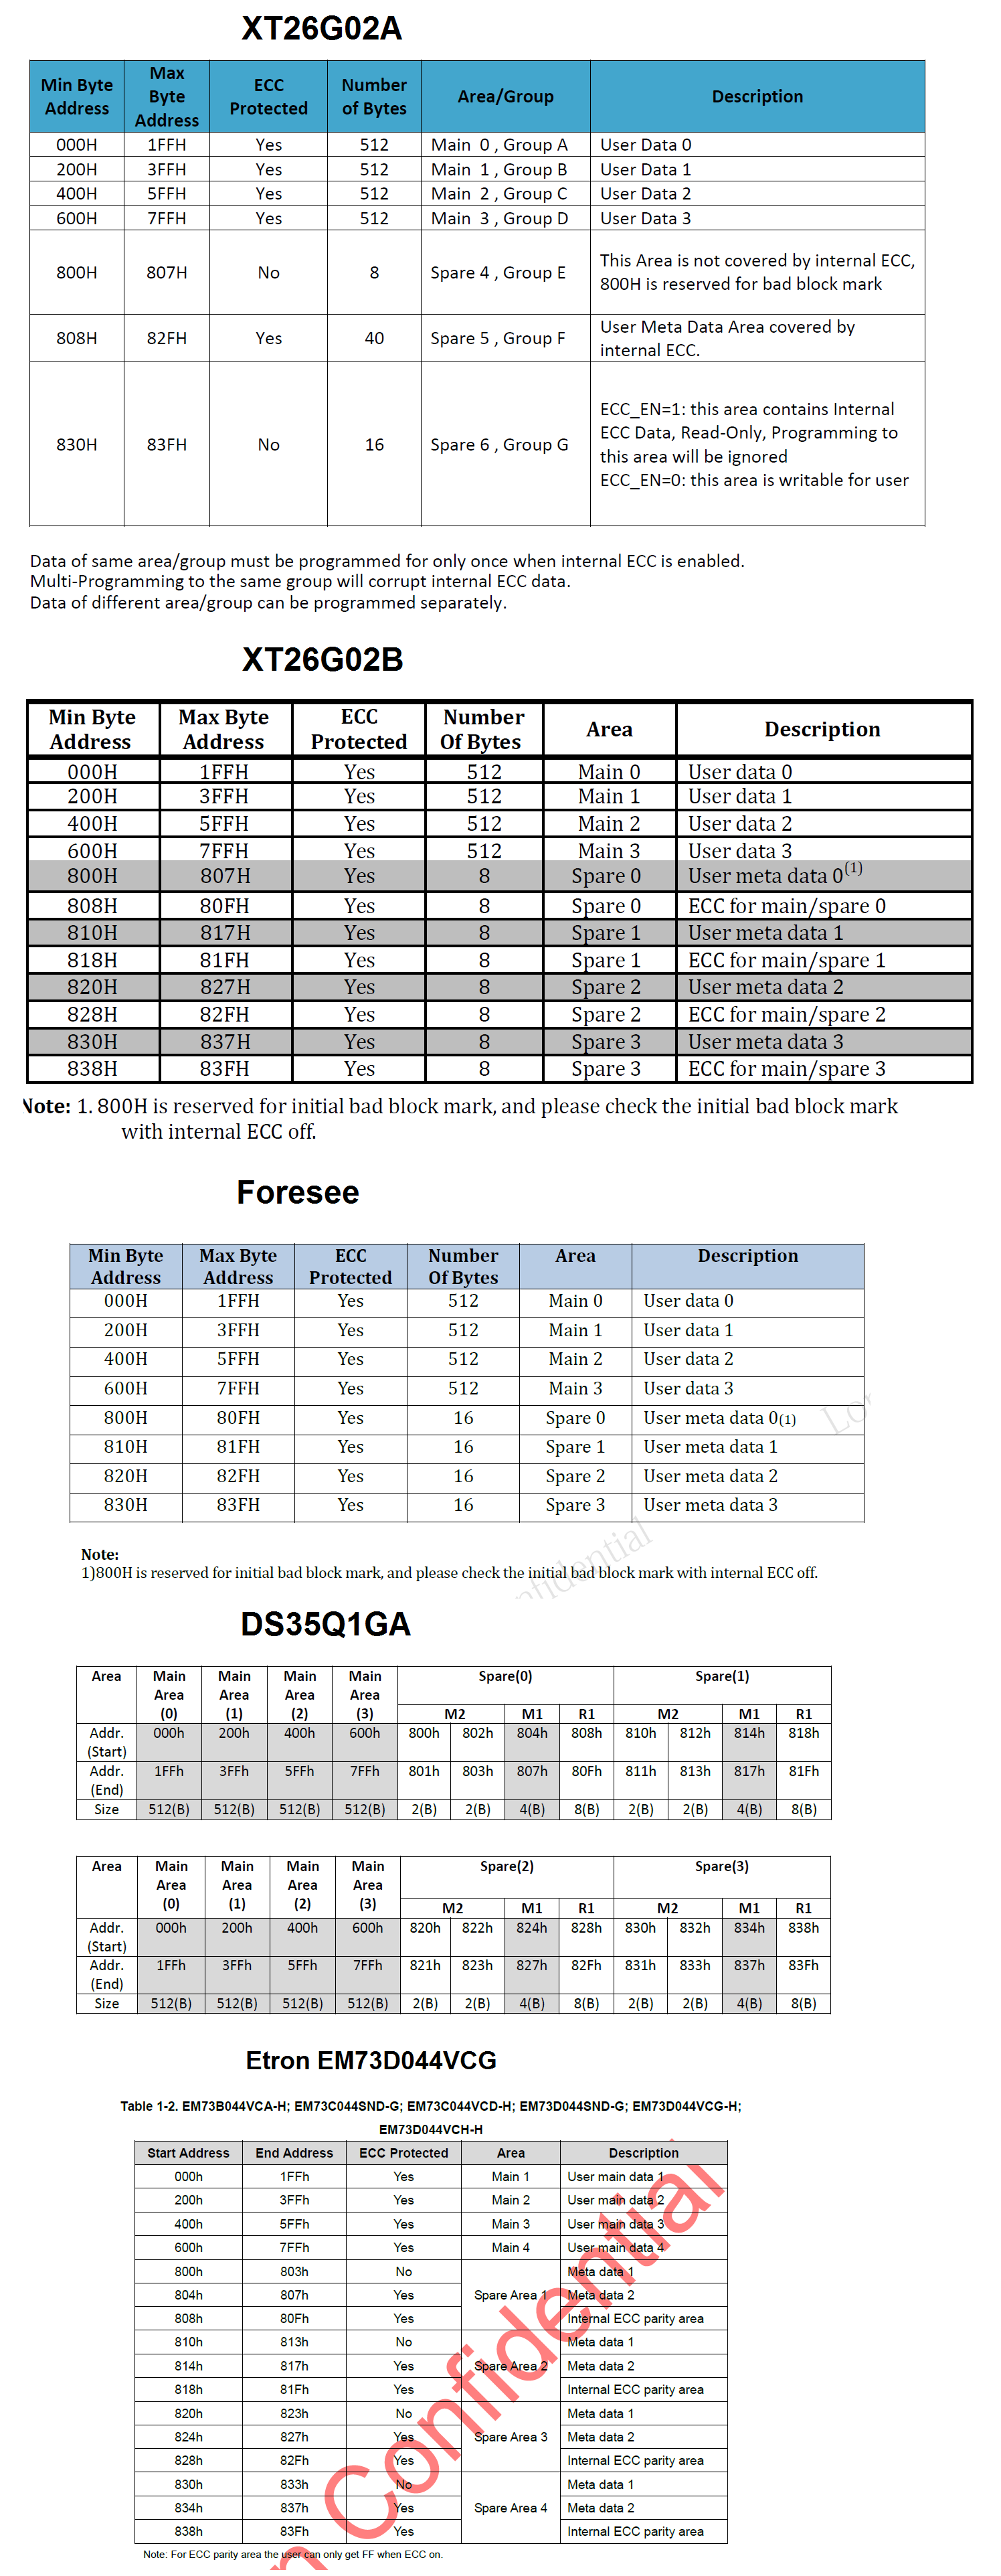 XT26G02A
Min Byte Address | Max Byte Address | ECC Protected | Number of Bytes | Area/Group | Description
000H 1FFH Yes 512 Main 0 , Group A User Data 0
200H 3FFH Yes 512 Main 1 , Group B User Data 1
400H 5FFH Yes 512 Main 2 , Group C User Data 2
600H 7FFH Yes 512 Main 3 , Group D User Data 3
800H 807H No 8 Spare 4 , Group E This Area is not covered by internal ECC, 800H is reserved for bad block mark
808H 82FH Yes 40 Spare 5 , Group F User Meta Data Area covered by internal ECC.
830H 83FH No 16 Spare 6 , Group G ECC_EN=1: this area contains Internal ECC Data, Read-Only, Programming to this area will be ignored
ECC_EN=0: this area is writable for user
Data of same area/group must be programmed for only once when internal ECC is enabled.
Multi-Programming to the same group will corrupt internal ECC data.
Data of different area/group can be programmed separately.
XT26G02B
Min Byte Address | Max Byte Address | ECC Protected | Number Of Bytes | Area | Description
000H 1FFH Yes 512 Main 0 User data 0
200H 3FFH Yes 512 Main 1 User data 1
400H 5FFH Yes 512 Main 2 User data 2
600H 7FFH Yes 512 Main 3 User data 3
800H 807H Yes 8 Spare 0 User meta data 0(1)
808H 80FH Yes 8 Spare 0 ECC for main/spare 0
810H 817H Yes 8 Spare 1 User meta data 1
818H 81FH Yes 8 Spare 1 ECC for main/spare 1
820H 827H Yes 8 Spare 2 User meta data 2
828H 82FH Yes 8 Spare 2 ECC for main/spare 2
830H 837H Yes 8 Spare 3 User meta data 3
838H 83FH Yes 8 Spare 3 ECC for main/spare 3
Note: 1. 800H is reserved for initial bad block mark, and please check the initial bad block mark
with internal ECC off.
Foresee
Min Byte Address | Max Byte Address | ECC Protected | Number Of Bytes | Area | Description
000H 1FFH Yes 512 Main 0 User data 0
200H 3FFH Yes 512 Main 1 User data 1
400H 5FFH Yes 512 Main 2 User data 2
600H 7FFH Yes 512 Main 3 User data 3
800H 80FH Yes 16 Spare 0 User meta data 0(1)
810H 81FH Yes 16 Spare 1 User meta data 1
820H 82FH Yes 16 Spare 2 User meta data 2
830H 83FH Yes 16 Spare 3 User meta data 3
Note:
1)800H is reserved for initial bad block mark, and please check the initial bad block mark with internal ECC off.
DS35Q1GA
Area | Main Area (0) | Main Area (1) | Main Area (2) | Main Area (3) | Spare(0) | Spare(1)
M2 M1 R1 M2 M1 R1
Addr. (Start) 000h 200h 400h 600h 800h 802h 804h 808h 810h 812h 814h 818h
Addr. (End) 1FFh 3FFh 5FFh 7FFh 801h 803h 807h 80Fh 811h 813h 817h 81Fh
Size 512(B) 512(B) 512(B) 512(B) 2(B) 2(B) 4(B) 8(B) 2(B) 2(B) 4(B) 8(B)
Area | Main Area (0) | Main Area (1) | Main Area (2) | Main Area (3) | Spare(2) | Spare(3)
M2 M1 R1 M2 M1 R1
Addr. (Start) 000h 200h 400h 600h 820h 822h 824h 828h 830h 832h 834h 838h
Addr. (End) 1FFh 3FFh 5FFh 7FFh 821h 823h 827h 82Fh 831h 833h 837h 83Fh
Size 512(B) 512(B) 512(B) 512(B) 2(B) 2(B) 4(B) 8(B) 2(B) 2(B) 4(B) 8(B)
Etron EM73D044VCG
Table 1-2. EM73B044VCA-H; EM73C044SND-G; EM73C044VCD-H; EM73D044SND-G; EM73D044VCG-H;
EM73D044VCH-H
Start Address | End Address | ECC Protected | Area | Description
000h 1FFh Yes Main 1 User main data 1
200h 3FFh Yes Main 2 User main data 2
400h 5FFh Yes Main 3 User main data 3
600h 7FFh Yes Main 4 User main data 4
800h 803h No Meta data 1
804h 807h Yes Spare Area 1 Meta data 2
808h 80Fh Yes Internal ECC parity area
810h 813h No Meta data 1
814h 817h Yes Spare Area 2 Meta data 2
818h 81Fh Yes Internal ECC parity area
820h 823h No Meta data 1
824h 827h Yes Spare Area 3 Meta data 2
828h 82Fh Yes Internal ECC parity area
830h 833h No Meta data 1
834h 837h Yes Spare Area 4 Meta data 2
838h 83Fh Yes Internal ECC parity area
Note: For ECC parity area the user can only get FF when ECC on.
Confidential